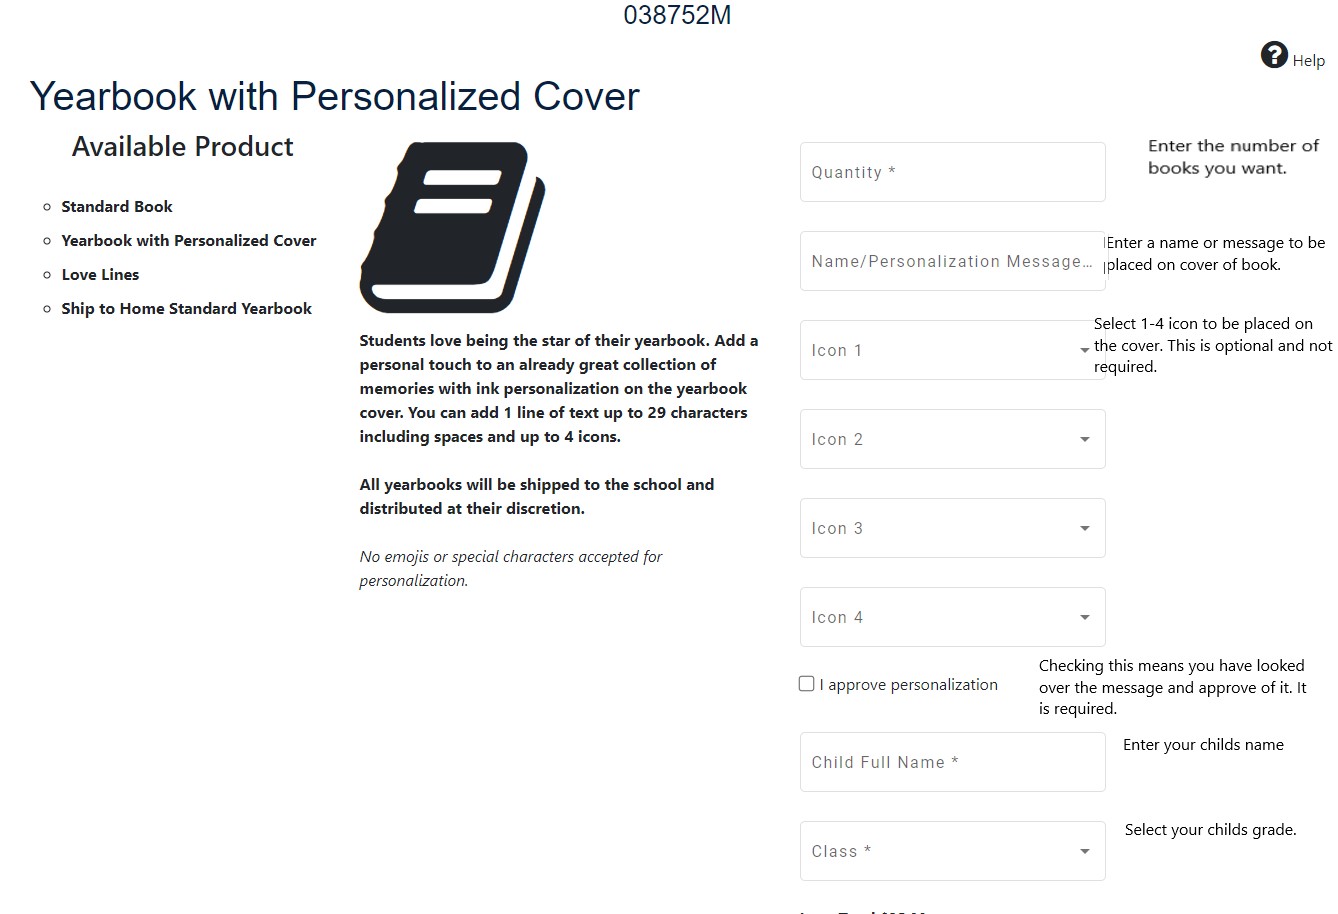 038752M
Help
Yearbook with Personalized Cover
Available Product
Standard Book
Yearbook with Personalized Cover
Love Lines
Ship to Home Standard Yearbook
Students love being the star of their yearbook. Add a
personal touch to an already great collection of
memories with ink personalization on the yearbook
cover. You can add 1 line of text up to 29 characters
including spaces and up to 4 icons.
All yearbooks will be shipped to the school and
distributed at their discretion.
No emojis or special characters accepted for
personalization.
Quantity *
Enter the number of
books you want.
Name/Personalization Message...
Enter a name or message to be
placed on cover of book.
Icon 1
Select 1-4 icon to be placed on
the cover. This is optional and not
required.
Icon 2
Icon 3
Icon 4
I approve personalization
Checking this means you have looked
over the message and approve of it. It
is required.
Child Full Name *
Enter your childs name
Class *
Select your childs grade.